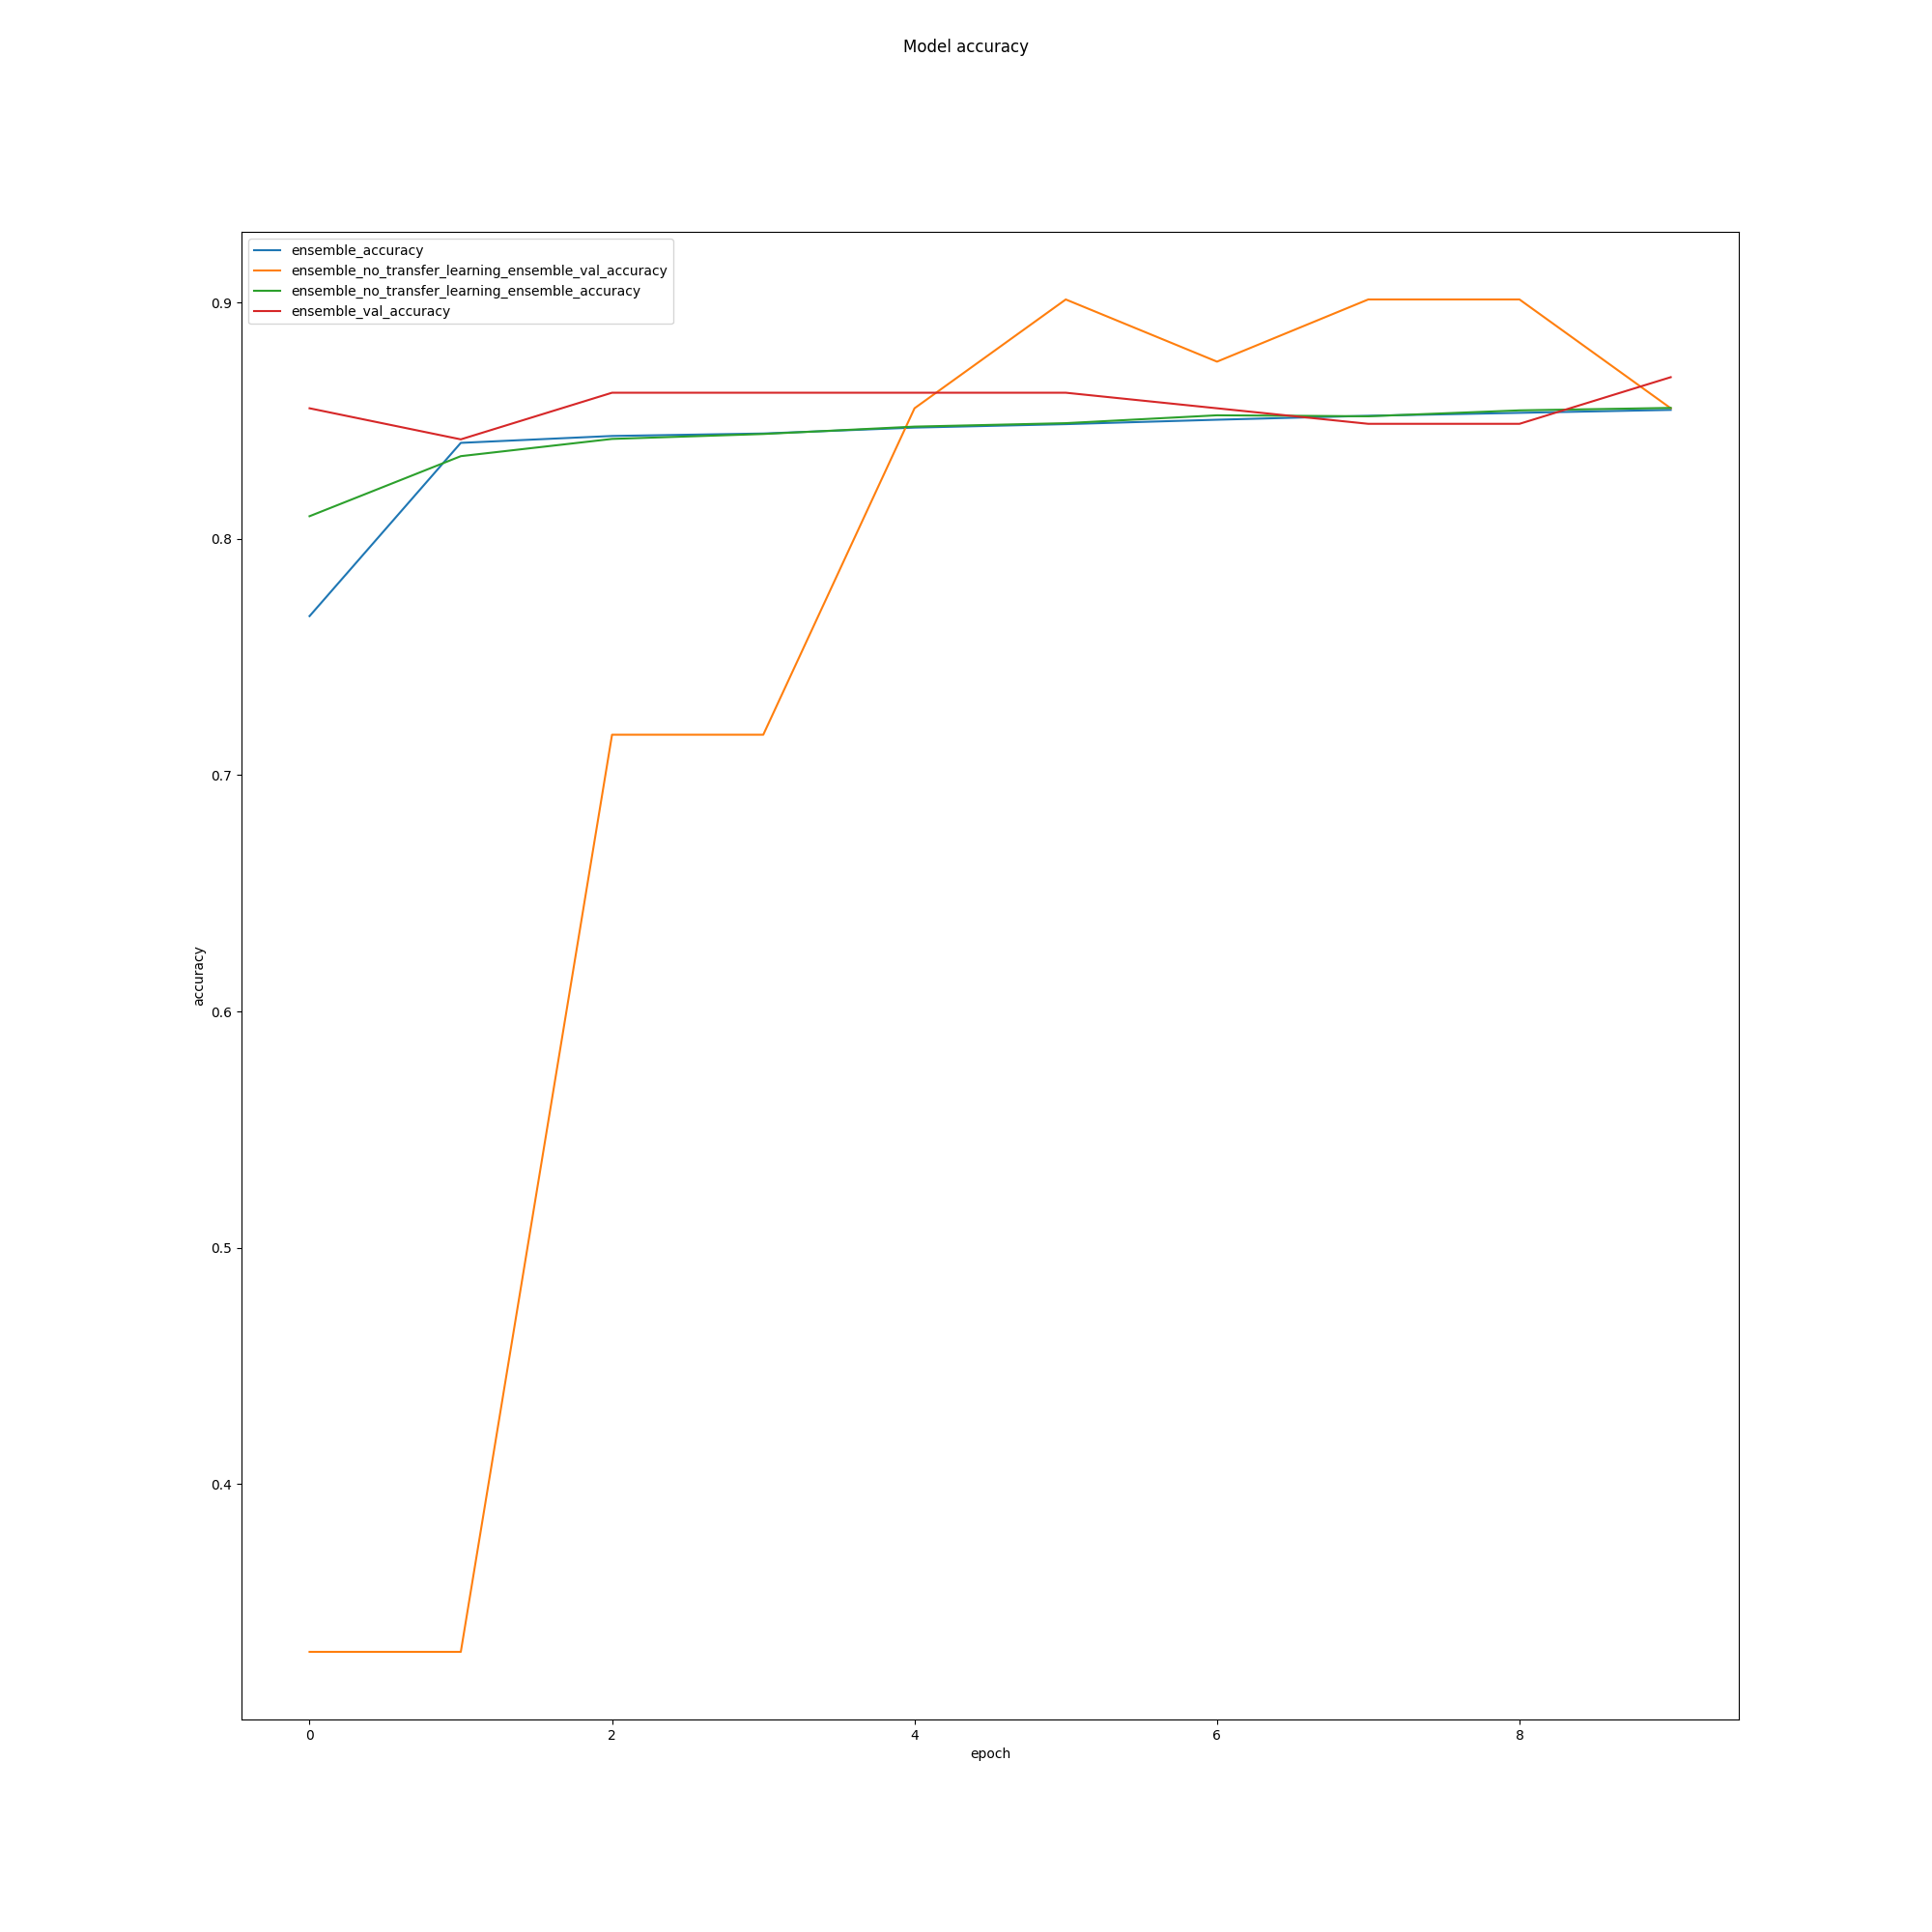 Model accuracy
ensemble_accuracy
ensemble_no_transfer_learning_ensemble_val_accuracy
ensemble_no_transfer_learning_ensemble_accuracy
ensemble_val_accuracy
0.9
0.8
0.7
0.6
0.5
0.4
accuracy
0 2 4 6 8
epoch